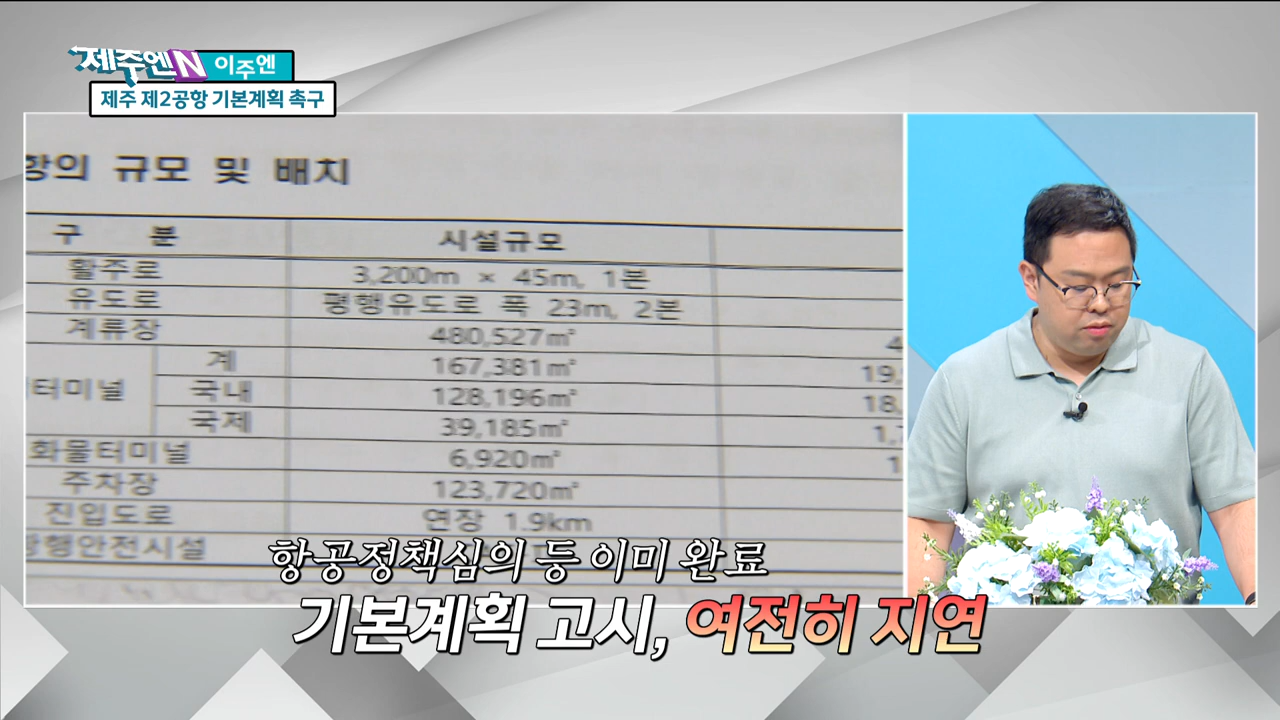 제주엔N 이주엔
제주 제2공항 기본계획 촉구
항의 규모 및 배치
구 분 시설규모
활주로 3,200m × 45m, 1본
유도로 평행유도로 폭 23m, 2본
계류장 480,527㎡
계 167,381㎡
터미널 국내 128,196㎡
국제 39,185㎡
화물터미널 6,920㎡
주차장 123,720㎡
진입도로 연장 1.9km
항행안전시설
항공정책심의 등 이미 완료
기본계획 고시, 여전히 지연